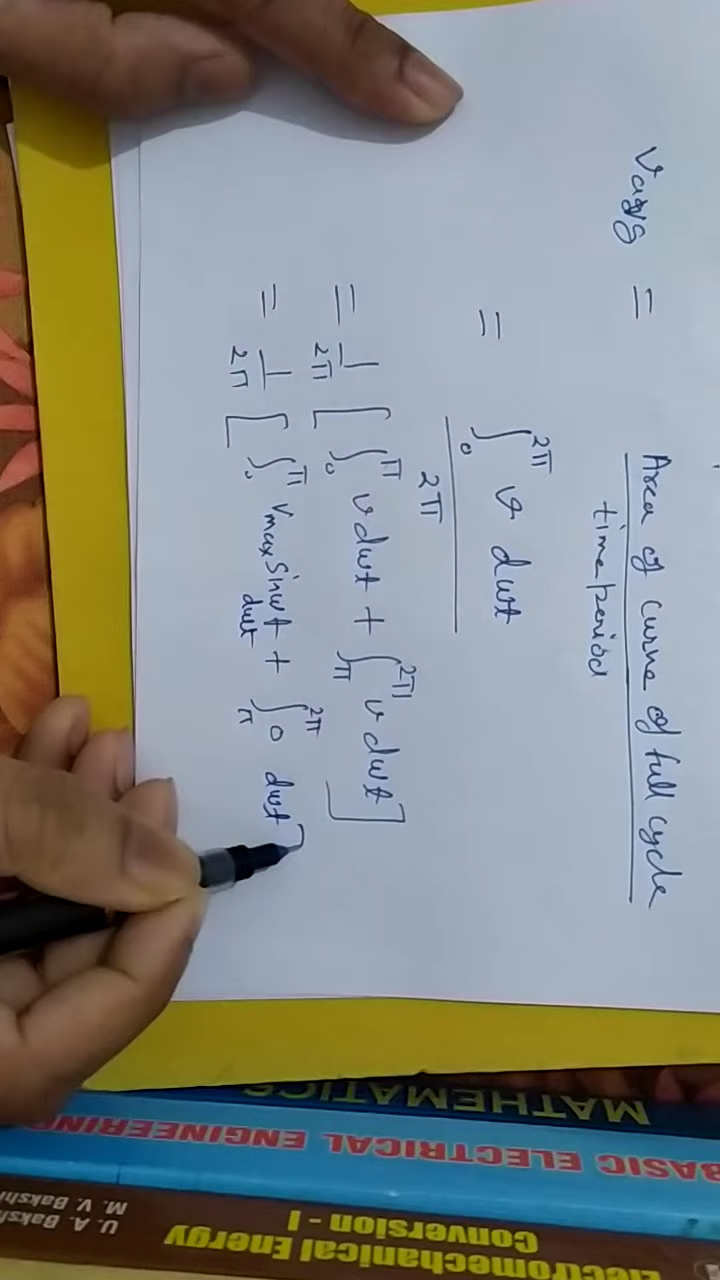 Vavg = Area of curve of full cycle
time period
= ∫₀^2π v dωt
2π
= 1/2π [ ∫₀^π v dωt + ∫π^2π v dωt ]
= 1/2π [ ∫₀^π Vmax Sinωt dωt + ∫π^2π 0 dωt ]
MATHEMATICS
BASIC ELECTRICAL ENGINEERING
Electromechanical Energy
Conversion - I
U. A. Bakshi
M. V. Bakshi